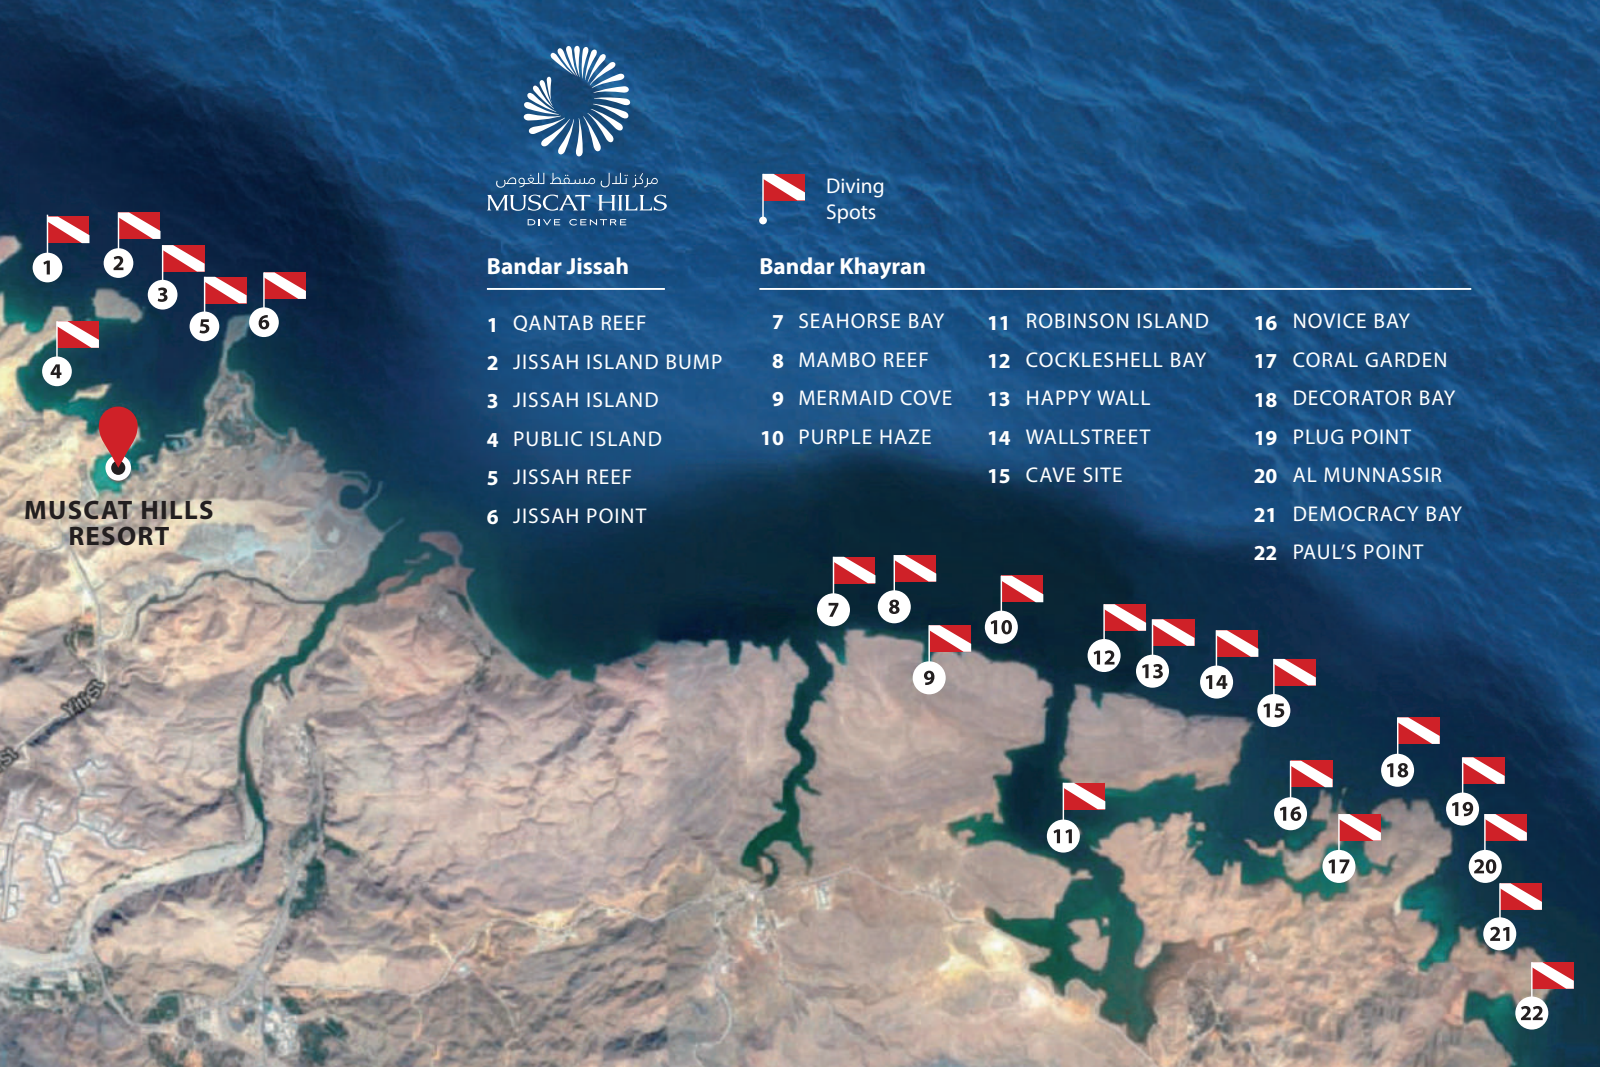 مركز تلال مسقط للغوص
MUSCAT HILLS
DIVE CENTRE
Diving
Spots
Bandar Jissah
1 QANTAB REEF
2 JISSAH ISLAND BUMP
3 JISSAH ISLAND
4 PUBLIC ISLAND
5 JISSAH REEF
6 JISSAH POINT
Bandar Khayran
7 SEAHORSE BAY
8 MAMBO REEF
9 MERMAID COVE
10 PURPLE HAZE
11 ROBINSON ISLAND
12 COCKLESHELL BAY
13 HAPPY WALL
14 WALLSTREET
15 CAVE SITE
16 NOVICE BAY
17 CORAL GARDEN
18 DECORATOR BAY
19 PLUG POINT
20 AL MUNNASSIR
21 DEMOCRACY BAY
22 PAUL'S POINT
1
2
3
5
6
4
MUSCAT HILLS
RESORT
Yiti St
St
7
8
9
10
12
13
14
15
11
16
17
18
19
20
21
22